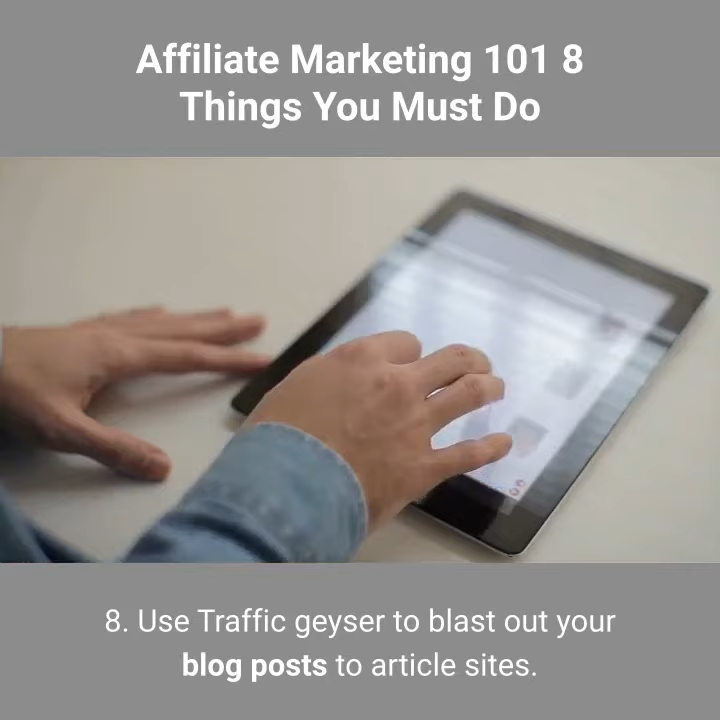 Affiliate Marketing 101 8
Things You Must Do
8. Use Traffic geyser to blast out your
blog posts to article sites.